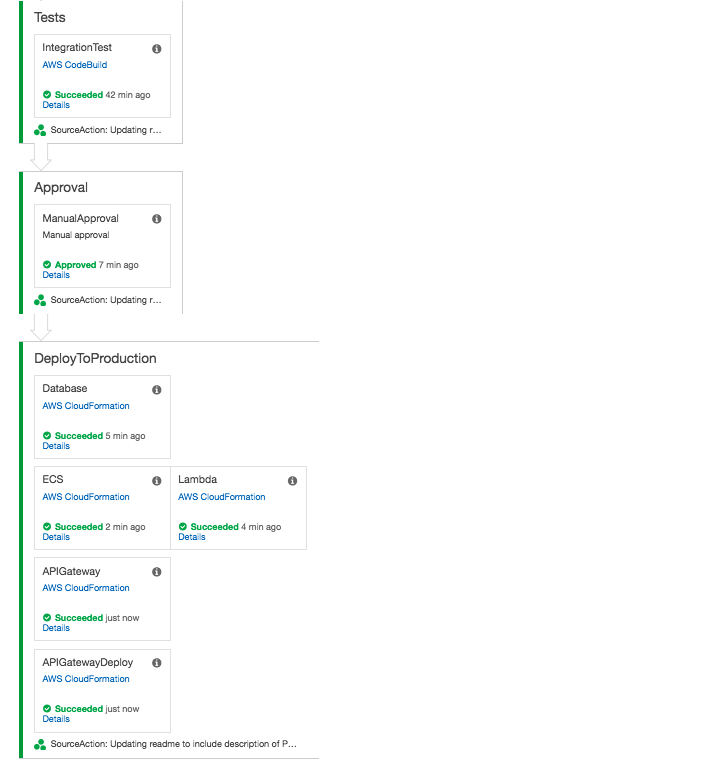 Tests
IntegrationTest
AWS CodeBuild
Succeeded 42 min ago
Details
SourceAction: Updating r...
Approval
ManualApproval
Manual approval
Approved 7 min ago
Details
SourceAction: Updating r...
DeployToProduction
Database
AWS CloudFormation
Succeeded 5 min ago
Details
ECS
AWS CloudFormation
Succeeded 2 min ago
Details
Lambda
AWS CloudFormation
Succeeded 4 min ago
Details
APIGateway
AWS CloudFormation
Succeeded just now
Details
APIGatewayDeploy
AWS CloudFormation
Succeeded just now
Details
SourceAction: Updating readme to include description of P...